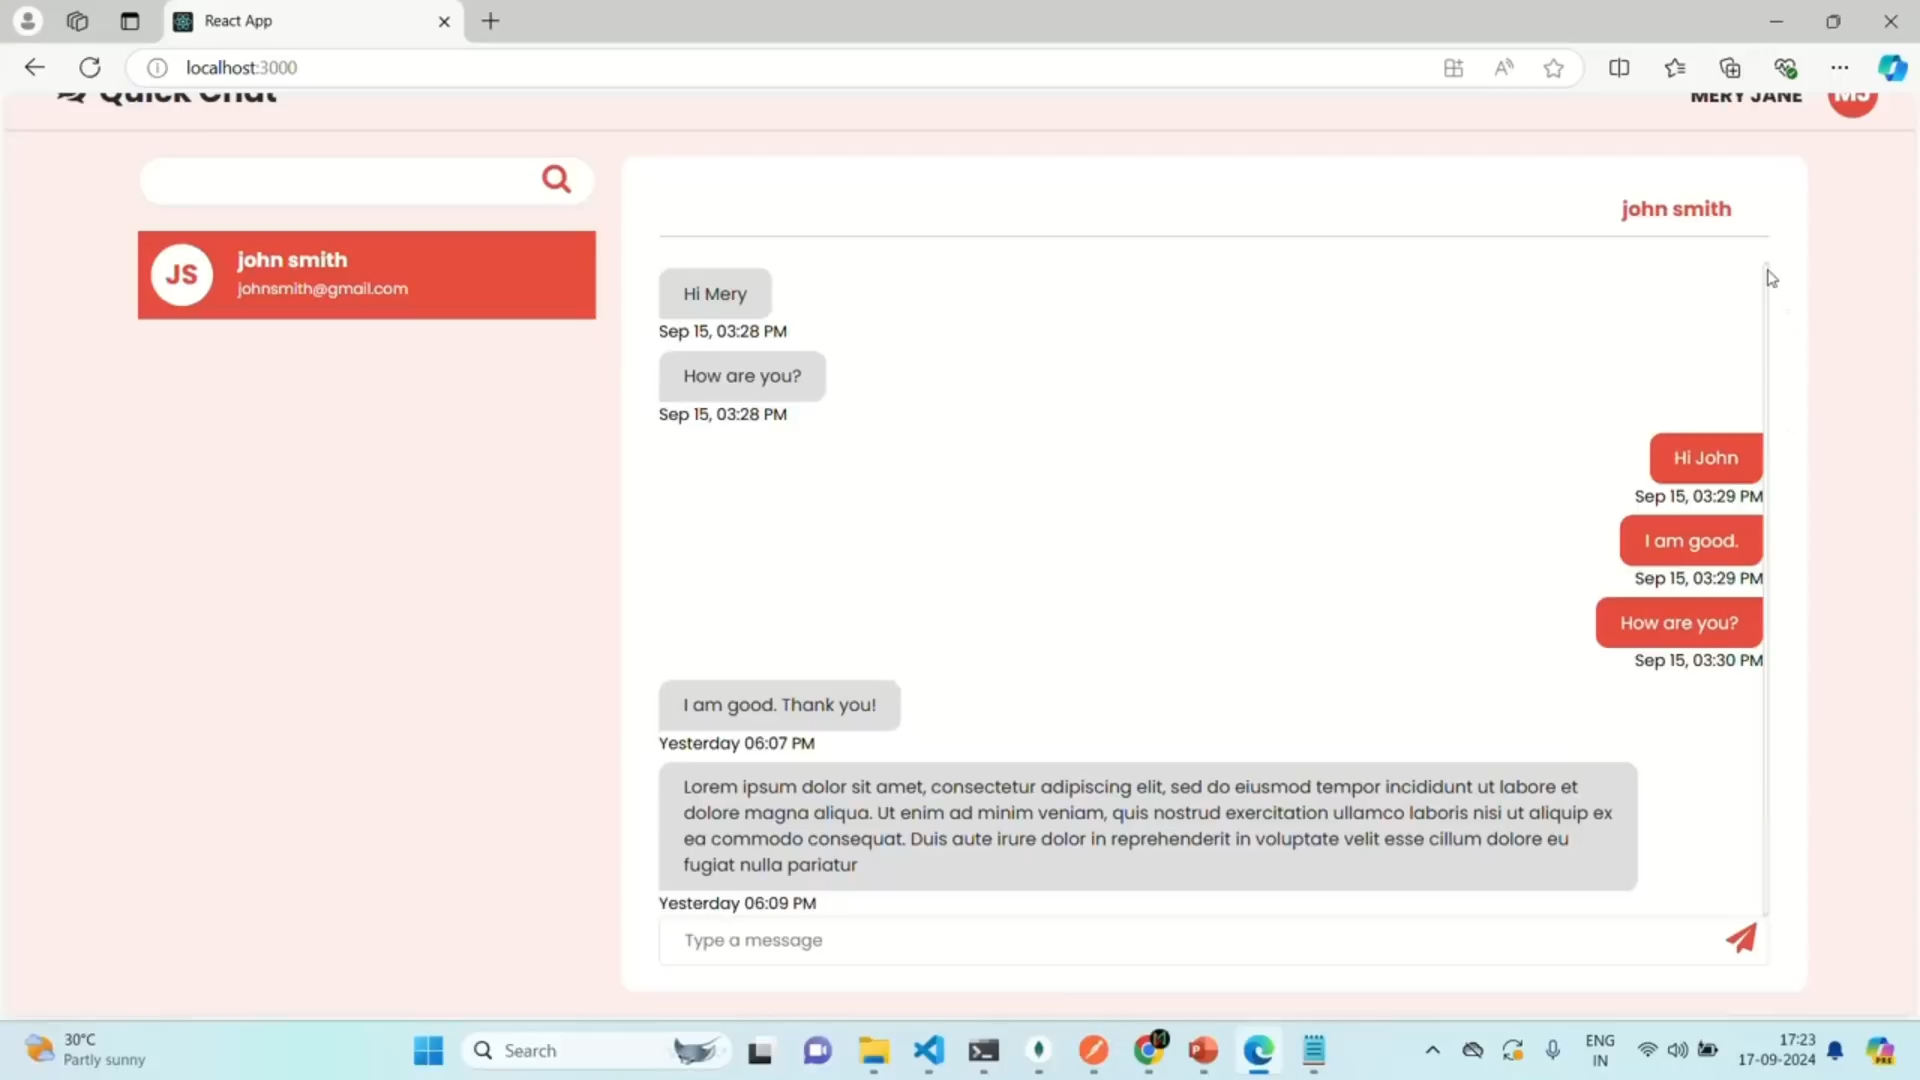 React App
localhost:3000
Quick Chat
MERY JANE
MJ
john smith
JS
john smith
johnsmith@gmail.com
Hi Mery
Sep 15, 03:28 PM
How are you?
Sep 15, 03:28 PM
Hi John
Sep 15, 03:29 PM
I am good.
Sep 15, 03:29 PM
How are you?
Sep 15, 03:30 PM
I am good. Thank you!
Yesterday 06:07 PM
Lorem ipsum dolor sit amet, consectetur adipiscing elit, sed do eiusmod tempor incididunt ut labore et
dolore magna aliqua. Ut enim ad minim veniam, quis nostrud exercitation ullamco laboris nisi ut aliquip ex
ea commodo consequat. Duis aute irure dolor in reprehenderit in voluptate velit esse cillum dolore eu
fugiat nulla pariatur
Yesterday 06:09 PM
Type a message
30°C
Partly sunny
Search
ENG
IN
17:23
17-09-2024
PRE